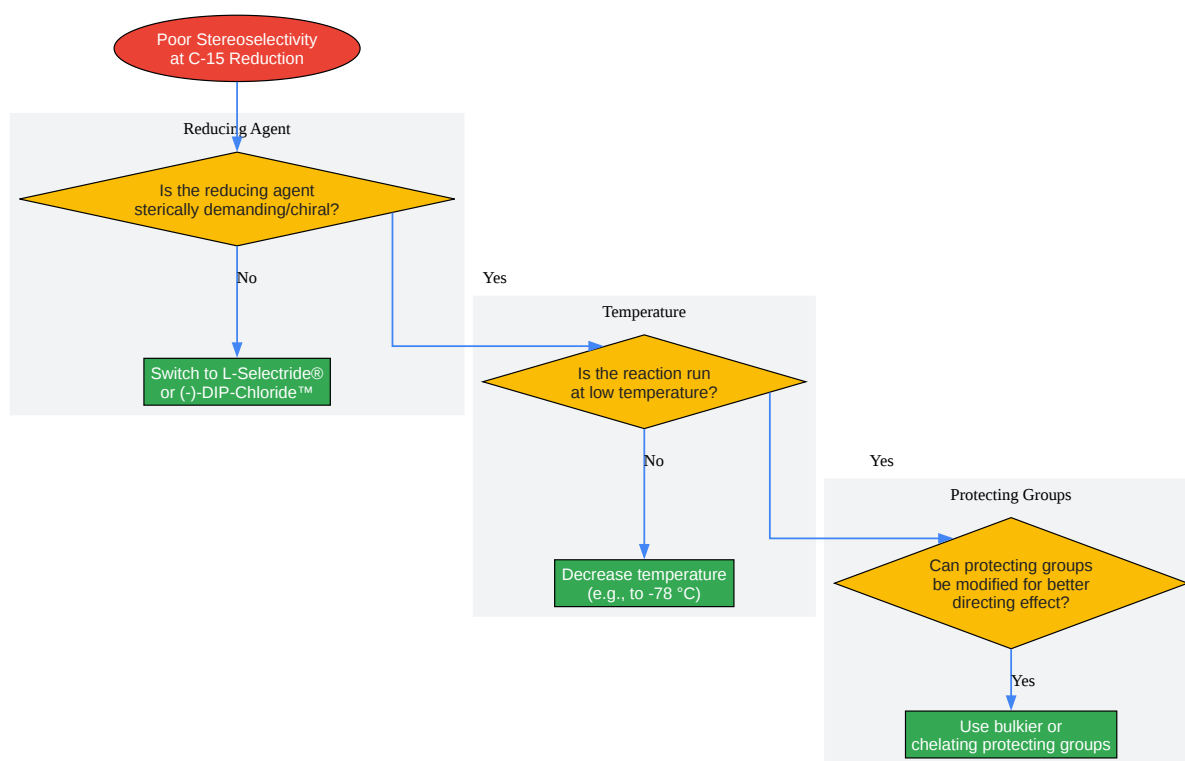 Poor Stereoselectivity
at C-15 Reduction
Reducing Agent
Is the reducing agent
sterically demanding/chiral?
No
Yes
Switch to L-Selectride®
or (-)-DIP-Chloride™
Temperature
Is the reaction run
at low temperature?
No
Yes
Decrease temperature
(e.g., to -78 °C)
Protecting Groups
Can protecting groups
be modified for better
directing effect?
Yes
Use bulkier or
chelating protecting groups